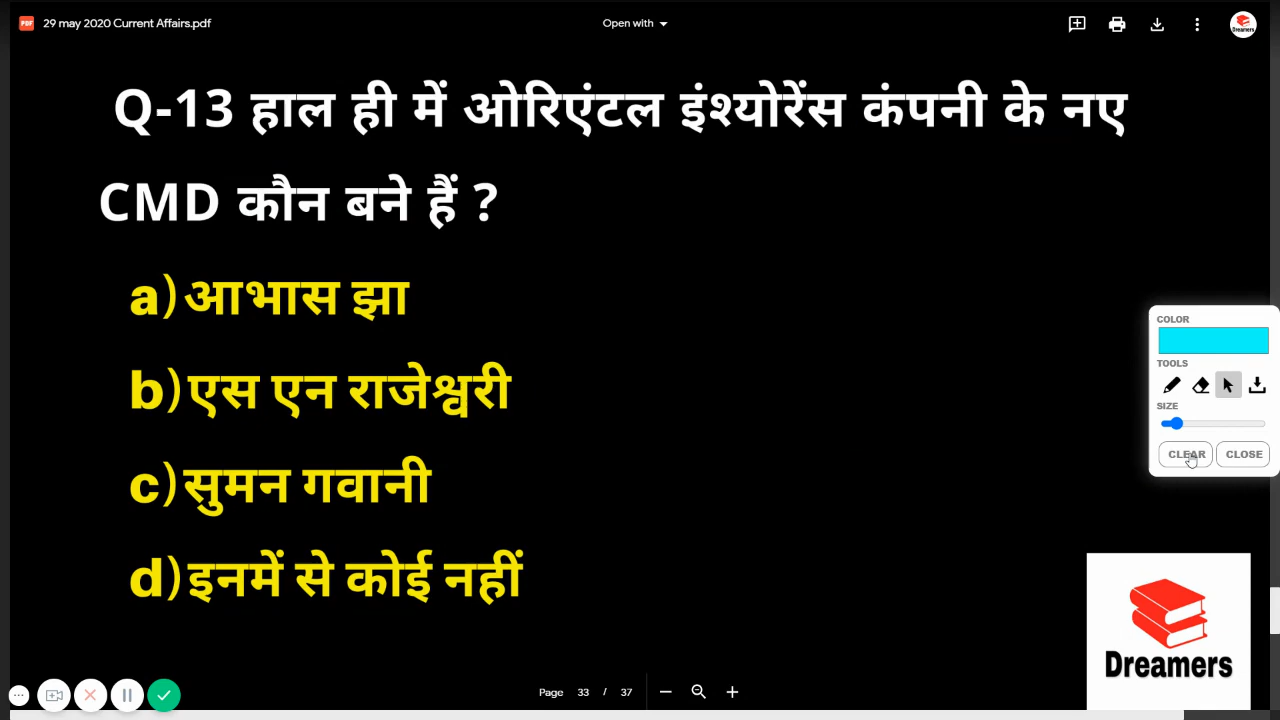 29 may 2020 Current Affairs.pdf
Open with
Dreamers
Q-13 हाल ही में ओरिएंटल इंश्योरेंस कंपनी के नए
CMD कौन बने हैं ?
a)आभास झा
b)एस एन राजेश्वरी
c)सुमन गवानी
d)इनमें से कोई नहीं
COLOR
TOOLS
SIZE
CLEAR
CLOSE
Dreamers
Page 33 / 37